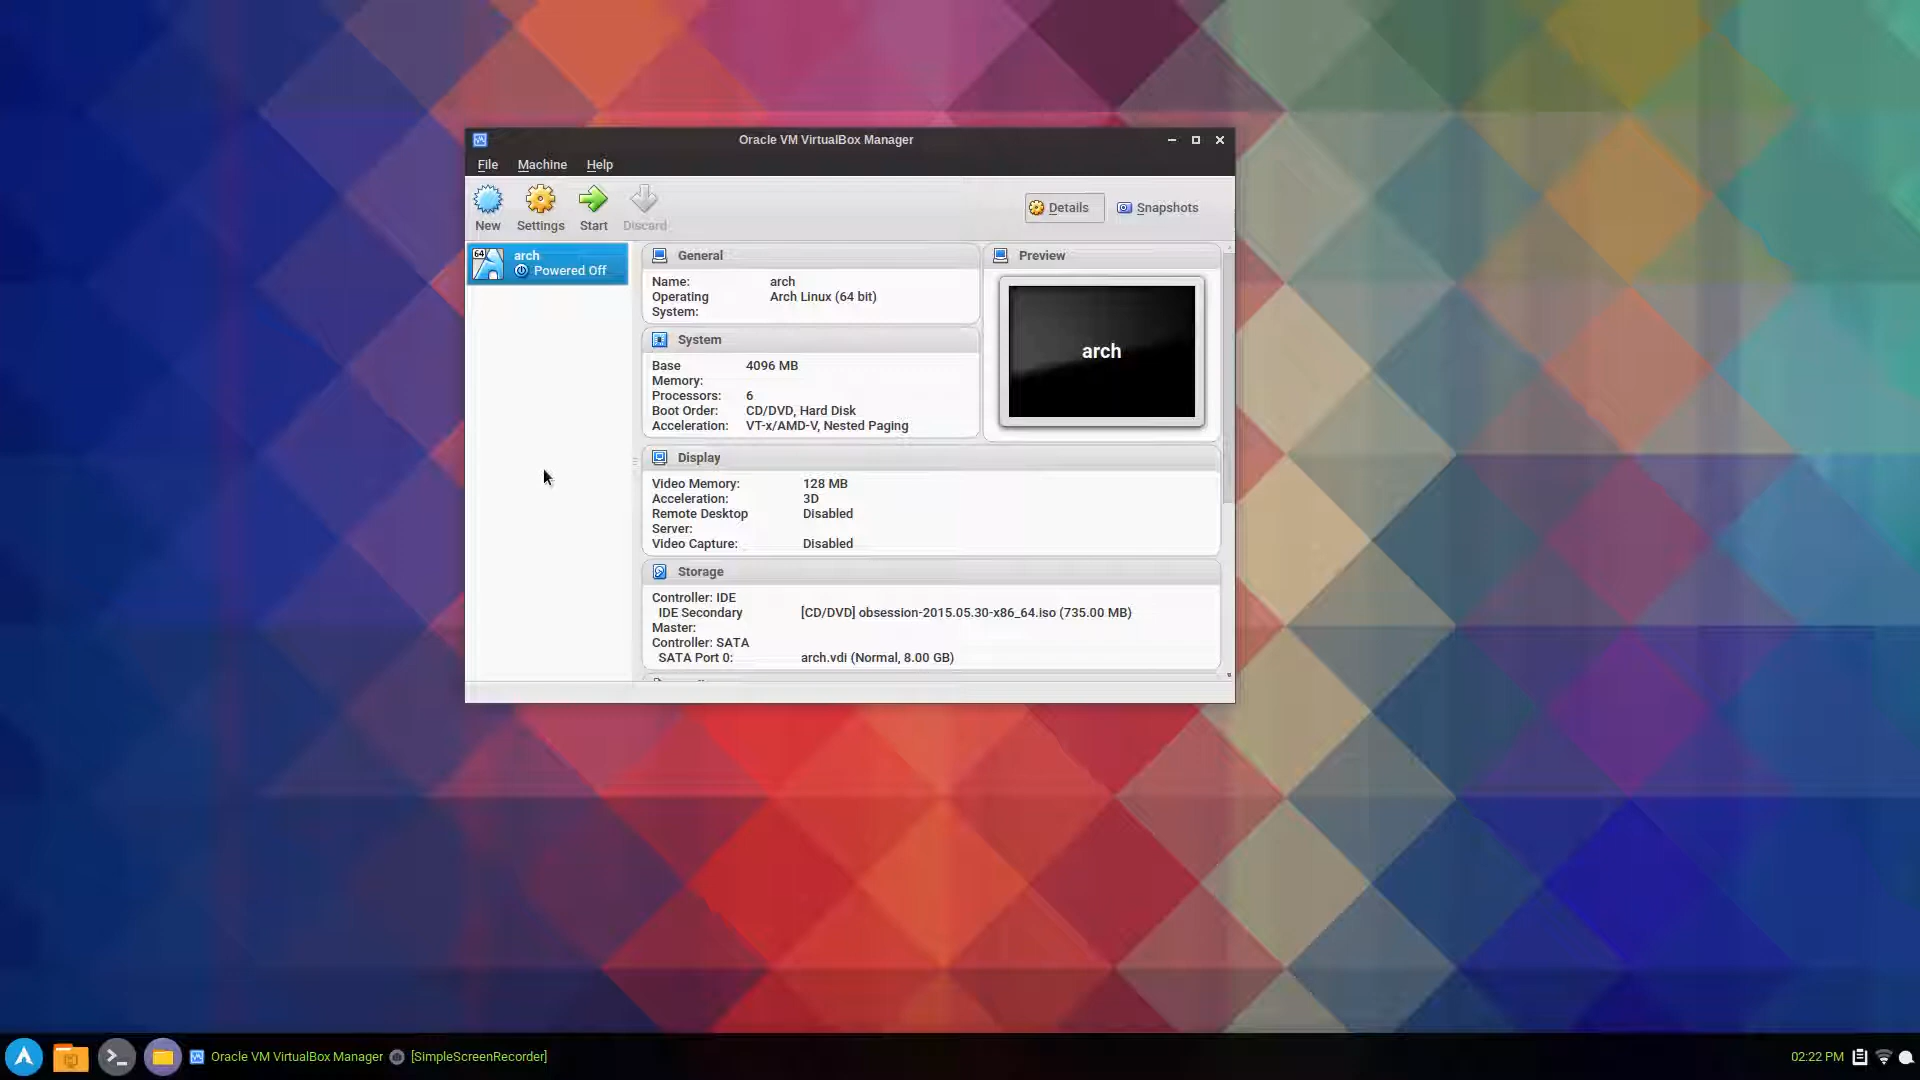 Oracle VM VirtualBox Manager
File Machine Help
New Settings Start Discard Details Snapshots
64 arch
Powered Off
General
Name: arch
Operating Arch Linux (64 bit)
System:
Preview
arch
System
Base 4096 MB
Memory:
Processors: 6
Boot Order: CD/DVD, Hard Disk
Acceleration: VT-x/AMD-V, Nested Paging
Display
Video Memory: 128 MB
Acceleration: 3D
Remote Desktop Disabled
Server:
Video Capture: Disabled
Storage
Controller: IDE
IDE Secondary [CD/DVD] obsession-2015.05.30-x86_64.iso (735.00 MB)
Master:
Controller: SATA
SATA Port 0: arch.vdi (Normal, 8.00 GB)
Oracle VM VirtualBox Manager [SimpleScreenRecorder] 02:22 PM